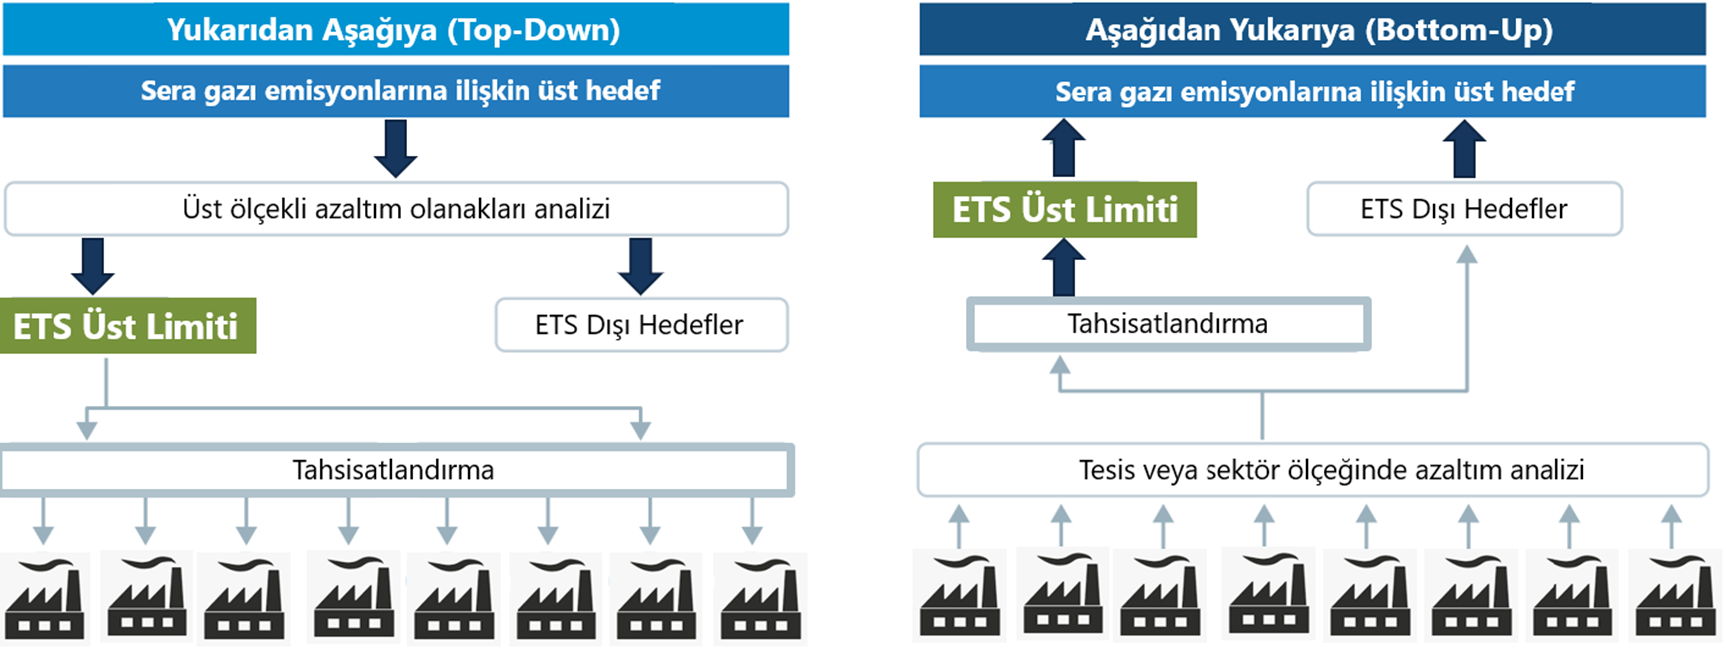 Yukarıdan Aşağıya (Top-Down)
Sera gazı emisyonlarına ilişkin üst hedef
Üst ölçekli azaltım olanakları analizi
ETS Üst Limiti
ETS Dışı Hedefler
Tahsisatlandırma
Aşağıdan Yukarıya (Bottom-Up)
Sera gazı emisyonlarına ilişkin üst hedef
ETS Üst Limiti
ETS Dışı Hedefler
Tahsisatlandırma
Tesis veya sektör ölçeğinde azaltım analizi